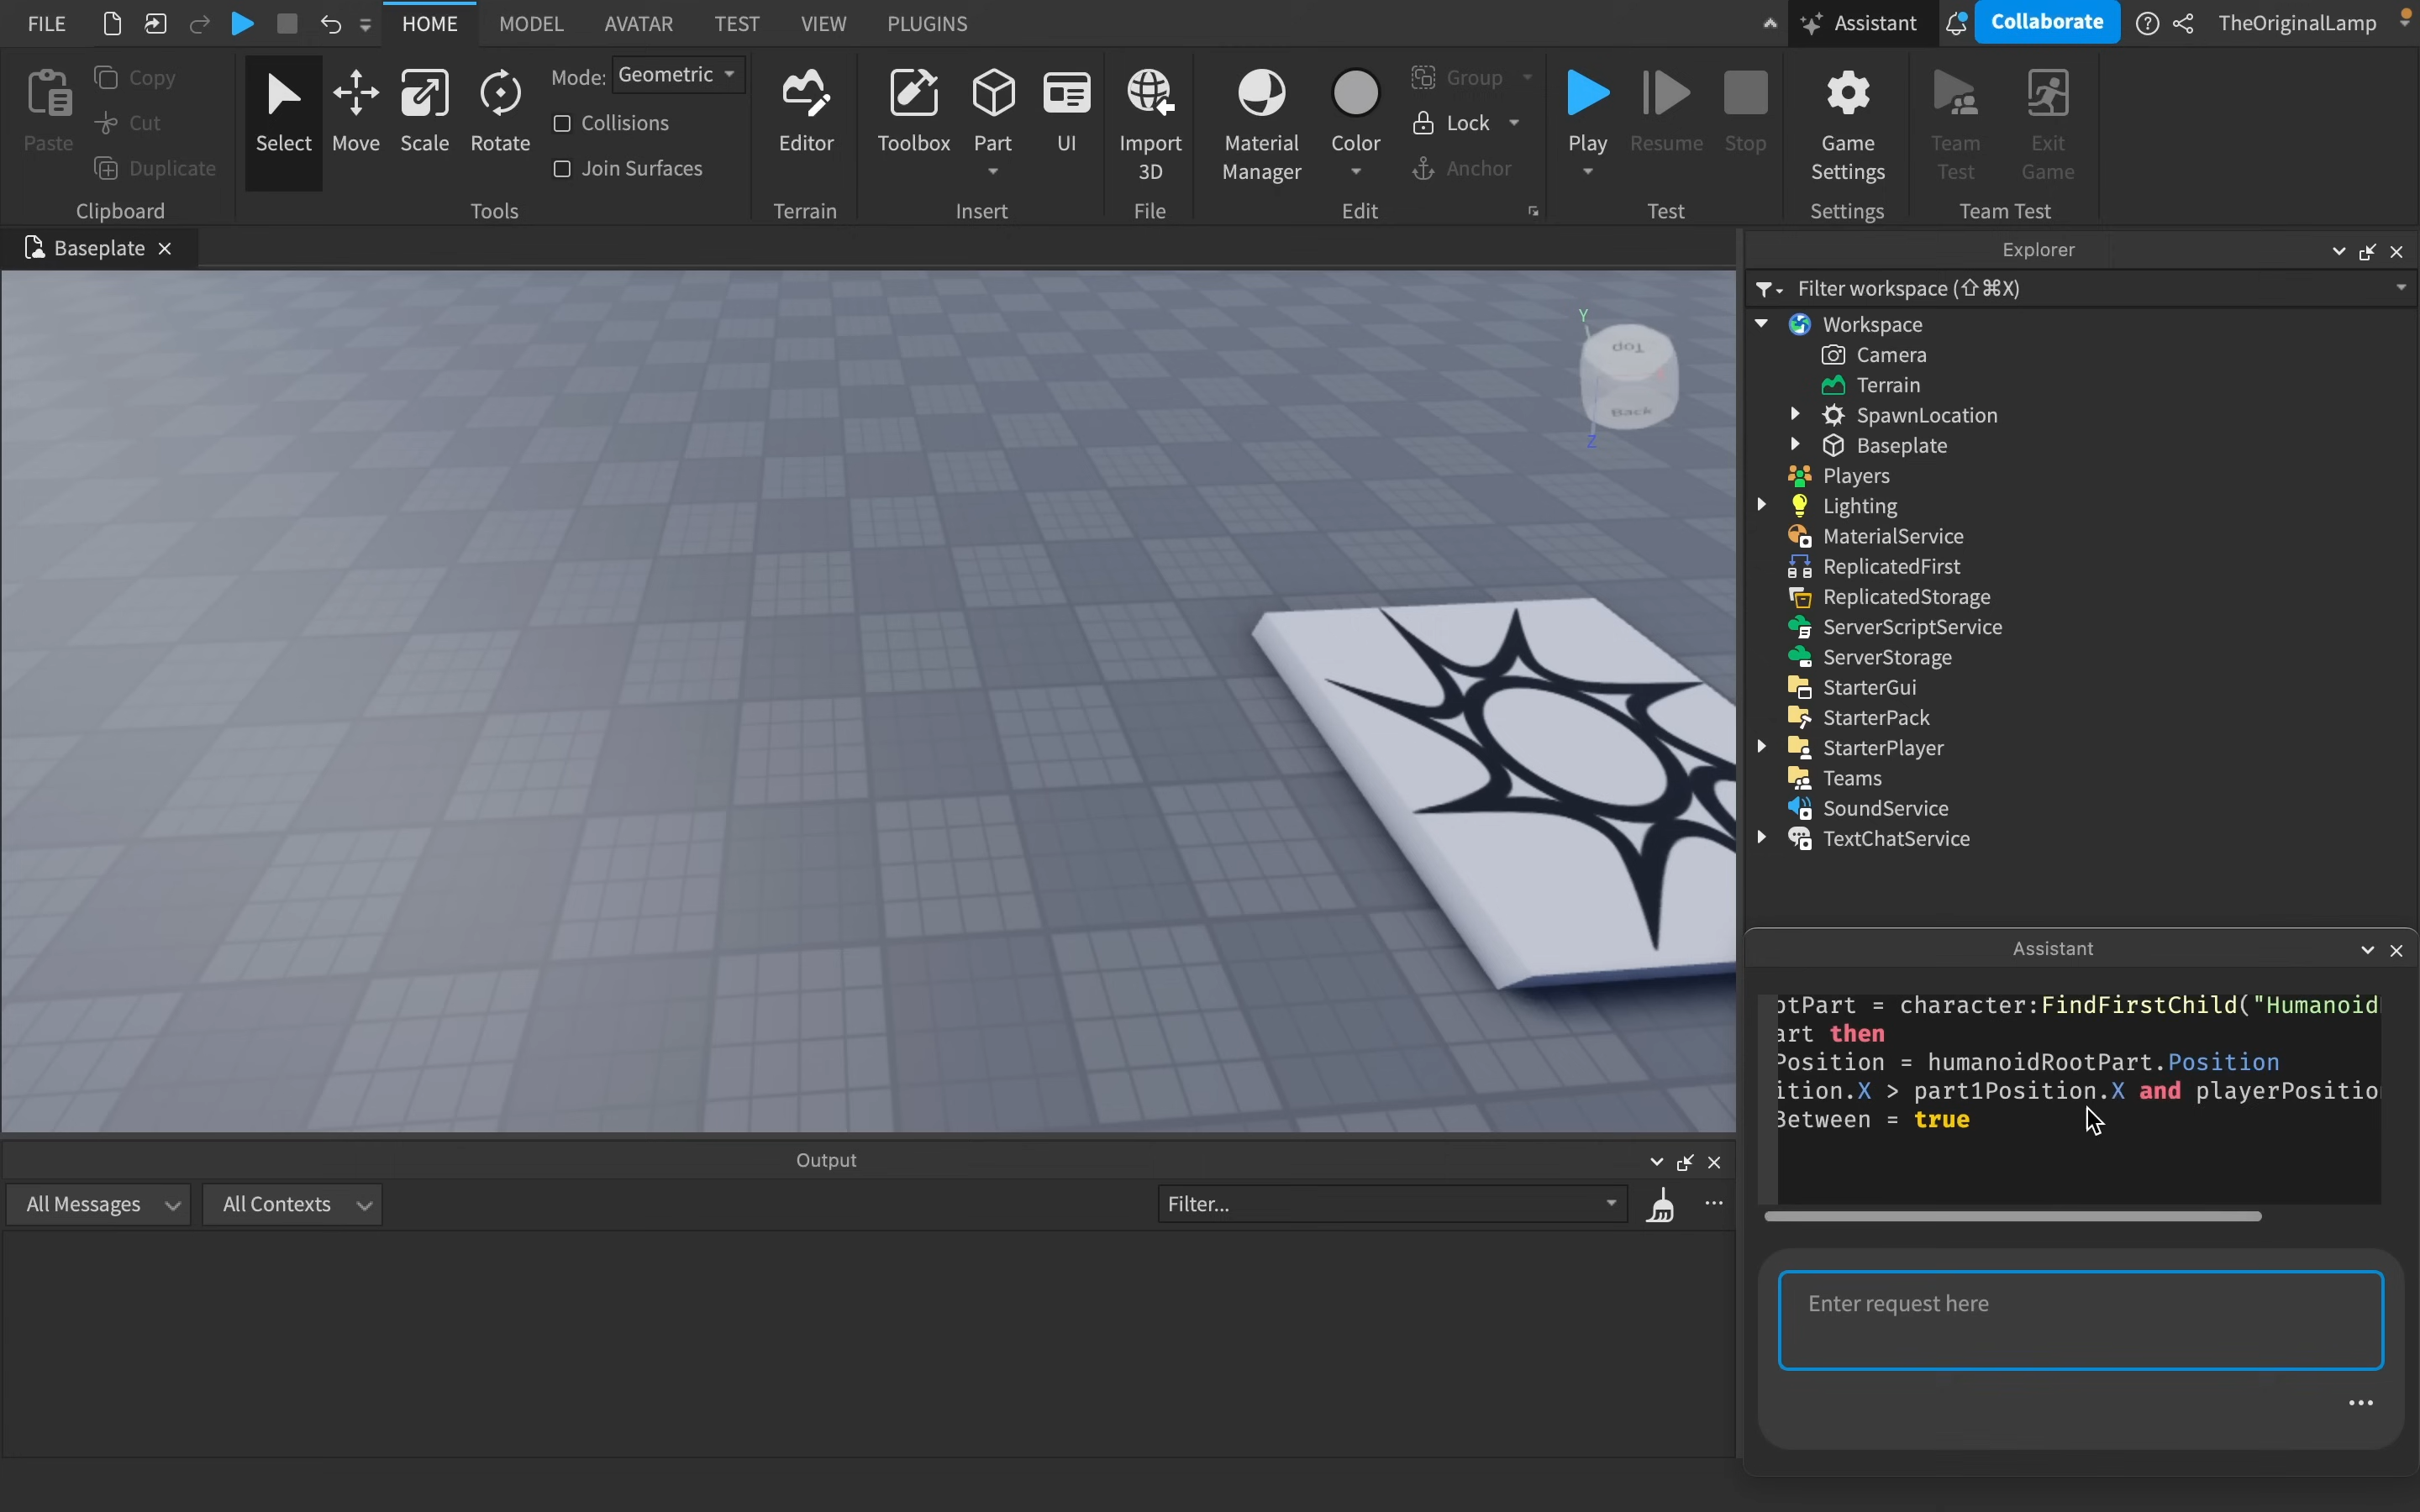 FILE
HOME
MODEL
AVATAR
TEST
VIEW
PLUGINS
Assistant
Collaborate
TheOriginalLamp
Paste
Copy
Cut
Duplicate
Clipboard
Select
Move
Scale
Rotate
Mode: Geometric
Collisions
Join Surfaces
Tools
Editor
Terrain
Toolbox
Part
UI
Insert
Import
3D
File
Material
Manager
Color
Group
Lock
Anchor
Edit
Play
Resume
Stop
Test
Game
Settings
Settings
Team
Test
Exit
Game
Team Test
Baseplate
Y
Top
Back
Z
Explorer
Filter workspace (⇧⌘X)
Workspace
Camera
Terrain
SpawnLocation
Baseplate
Players
Lighting
MaterialService
ReplicatedFirst
ReplicatedStorage
ServerScriptService
ServerStorage
StarterGui
StarterPack
StarterPlayer
Teams
SoundService
TextChatService
Assistant
otPart = character:FindFirstChild("Humanoid
art then
Position = humanoidRootPart.Position
ition.X > part1Position.X and playerPositio
Between = true
Enter request here
Output
All Messages
All Contexts
Filter...